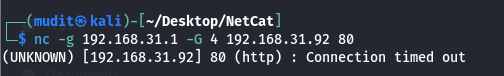 ┌──(mudit㉿kali)-[~/Desktop/NetCat]
└─$ nc -g 192.168.31.1 -G 4 192.168.31.92 80
(UNKNOWN) [192.168.31.92] 80 (http) : Connection timed out